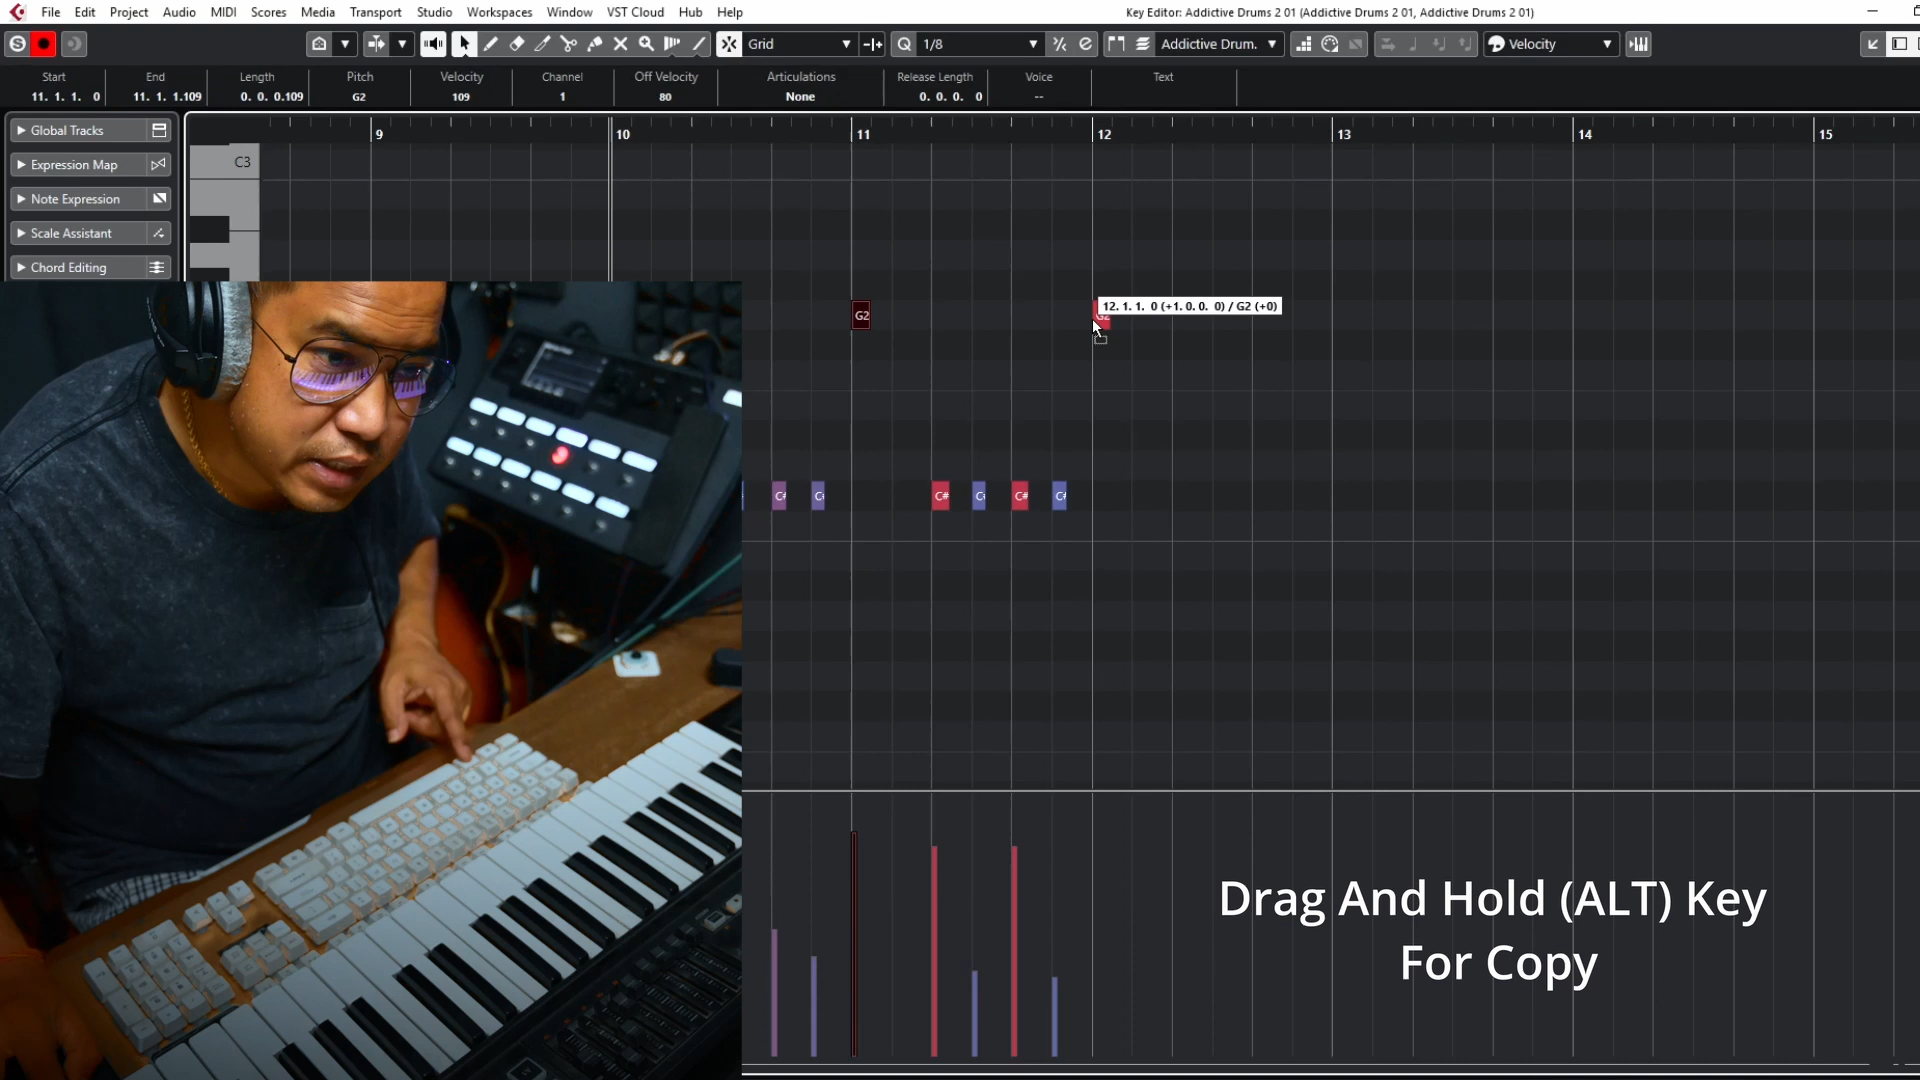 File Edit Project Audio MIDI Scores Media Transport Studio Workspaces Window VST Cloud Hub Help
Key Editor: Addictive Drums 2 01 (Addictive Drums 2 01, Addictive Drums 2 01)
Grid
1/8
Addictive Drum.
Velocity
Start End Length Pitch Velocity Channel Off Velocity Articulations Release Length Voice Text
11. 1. 1. 0 11. 1. 1.109 0. 0. 0.109 G2 109 1 80 None 0. 0. 0. 0 --
Global Tracks
Expression Map
Note Expression
Scale Assistant
Chord Editing
9 10 11 12 13 14 15
C3
G2
12. 1. 1. 0 (+1. 0. 0. 0) / G2 (+0)
C# C# C# C#
Drag And Hold (ALT) Key
For Copy